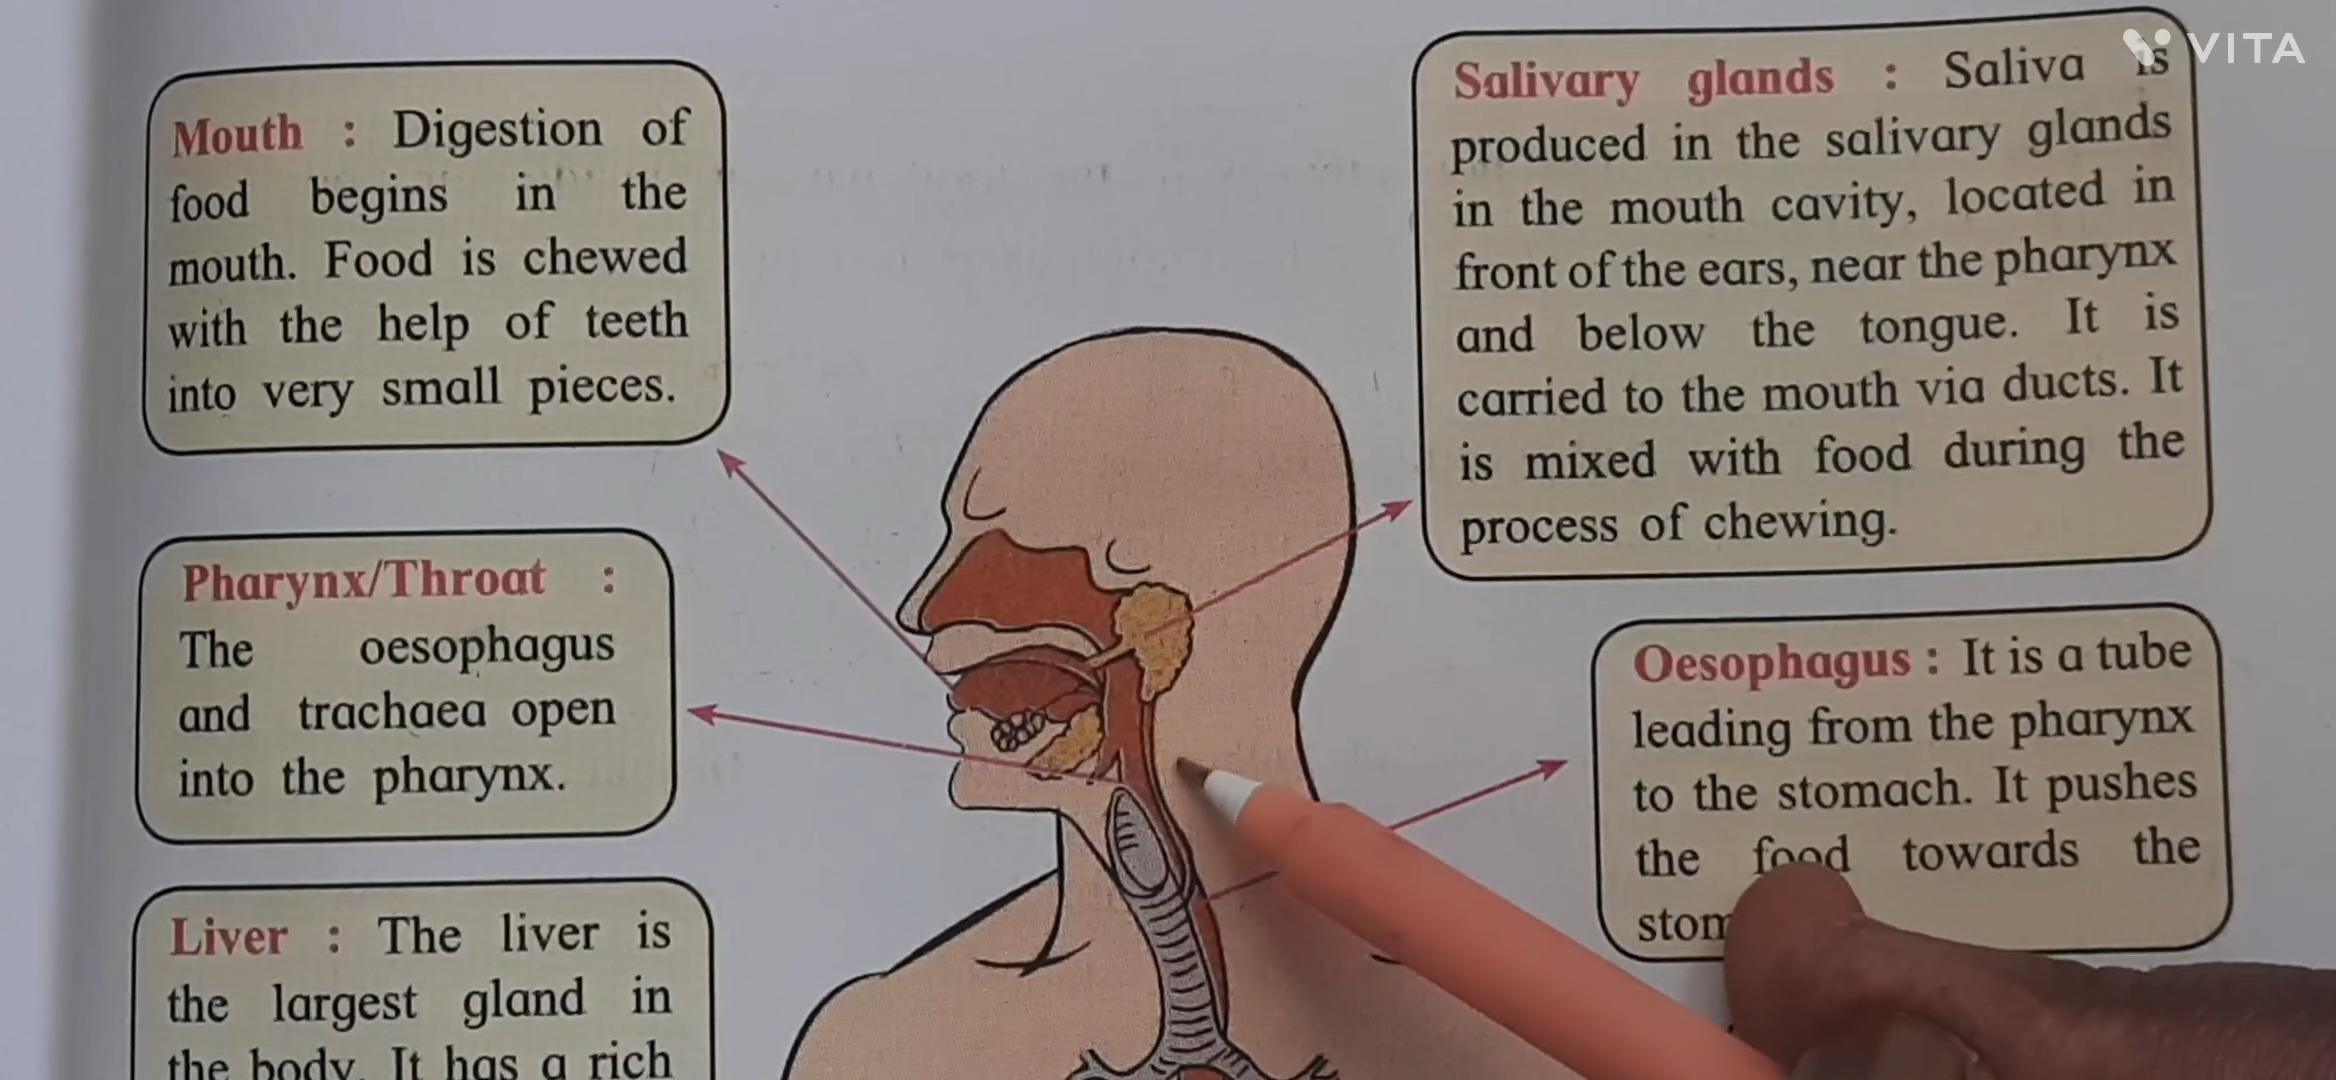 Mouth : Digestion of
food begins in the
mouth. Food is chewed
with the help of teeth
into very small pieces.
Pharynx/Throat :
The oesophagus
and trachaea open
into the pharynx.
Liver : The liver is
the largest gland in
the body. It has a rich
VITA
Salivary glands : Saliva is
produced in the salivary glands
in the mouth cavity, located in
front of the ears, near the pharynx
and below the tongue. It is
carried to the mouth via ducts. It
is mixed with food during the
process of chewing.
Oesophagus : It is a tube
leading from the pharynx
to the stomach. It pushes
the food towards the